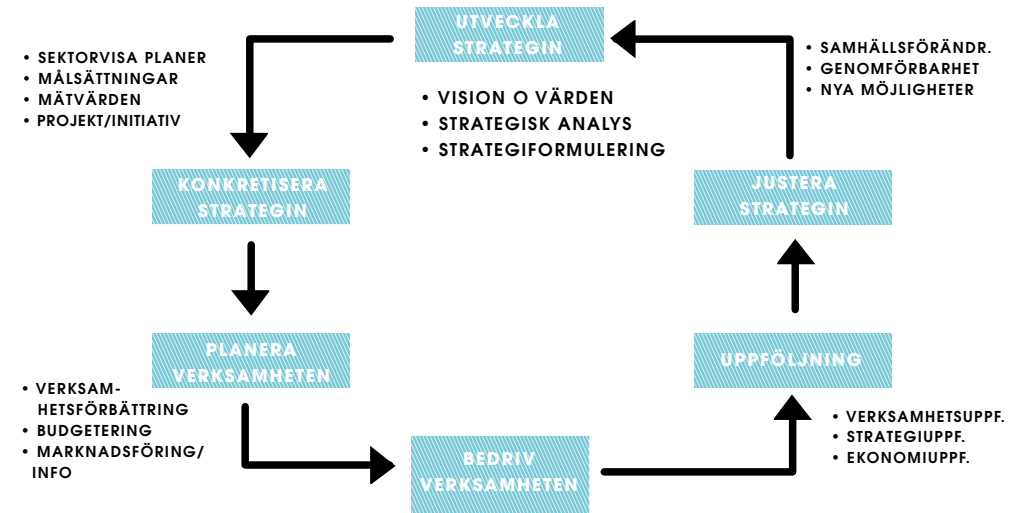 UTVECKLA
STRATEGIN
• VISION O VÄRDEN
• STRATEGISK ANALYS
• STRATEGIFORMULERING
• SEKTORVISA PLANER
• MÅLSÄTTNINGAR
• MÄTVÄRDEN
• PROJEKT/INITIATIV
KONKRETISERA
STRATEGIN
PLANERA
VERKSAMHETEN
• VERKSAM-
HETSFÖRBÄTTRING
• BUDGETERING
• MARKNADSFÖRING/
INFO
BEDRIV
VERKSAMHETEN
UPPFÖLJNING
• VERKSAMHETSUPPF.
• STRATEGIUPPF.
• EKONOMIUPPF.
JUSTERA
STRATEGIN
• SAMHÄLLSFÖRÄNDR.
• GENOMFÖRBARHET
• NYA MÖJLIGHETER